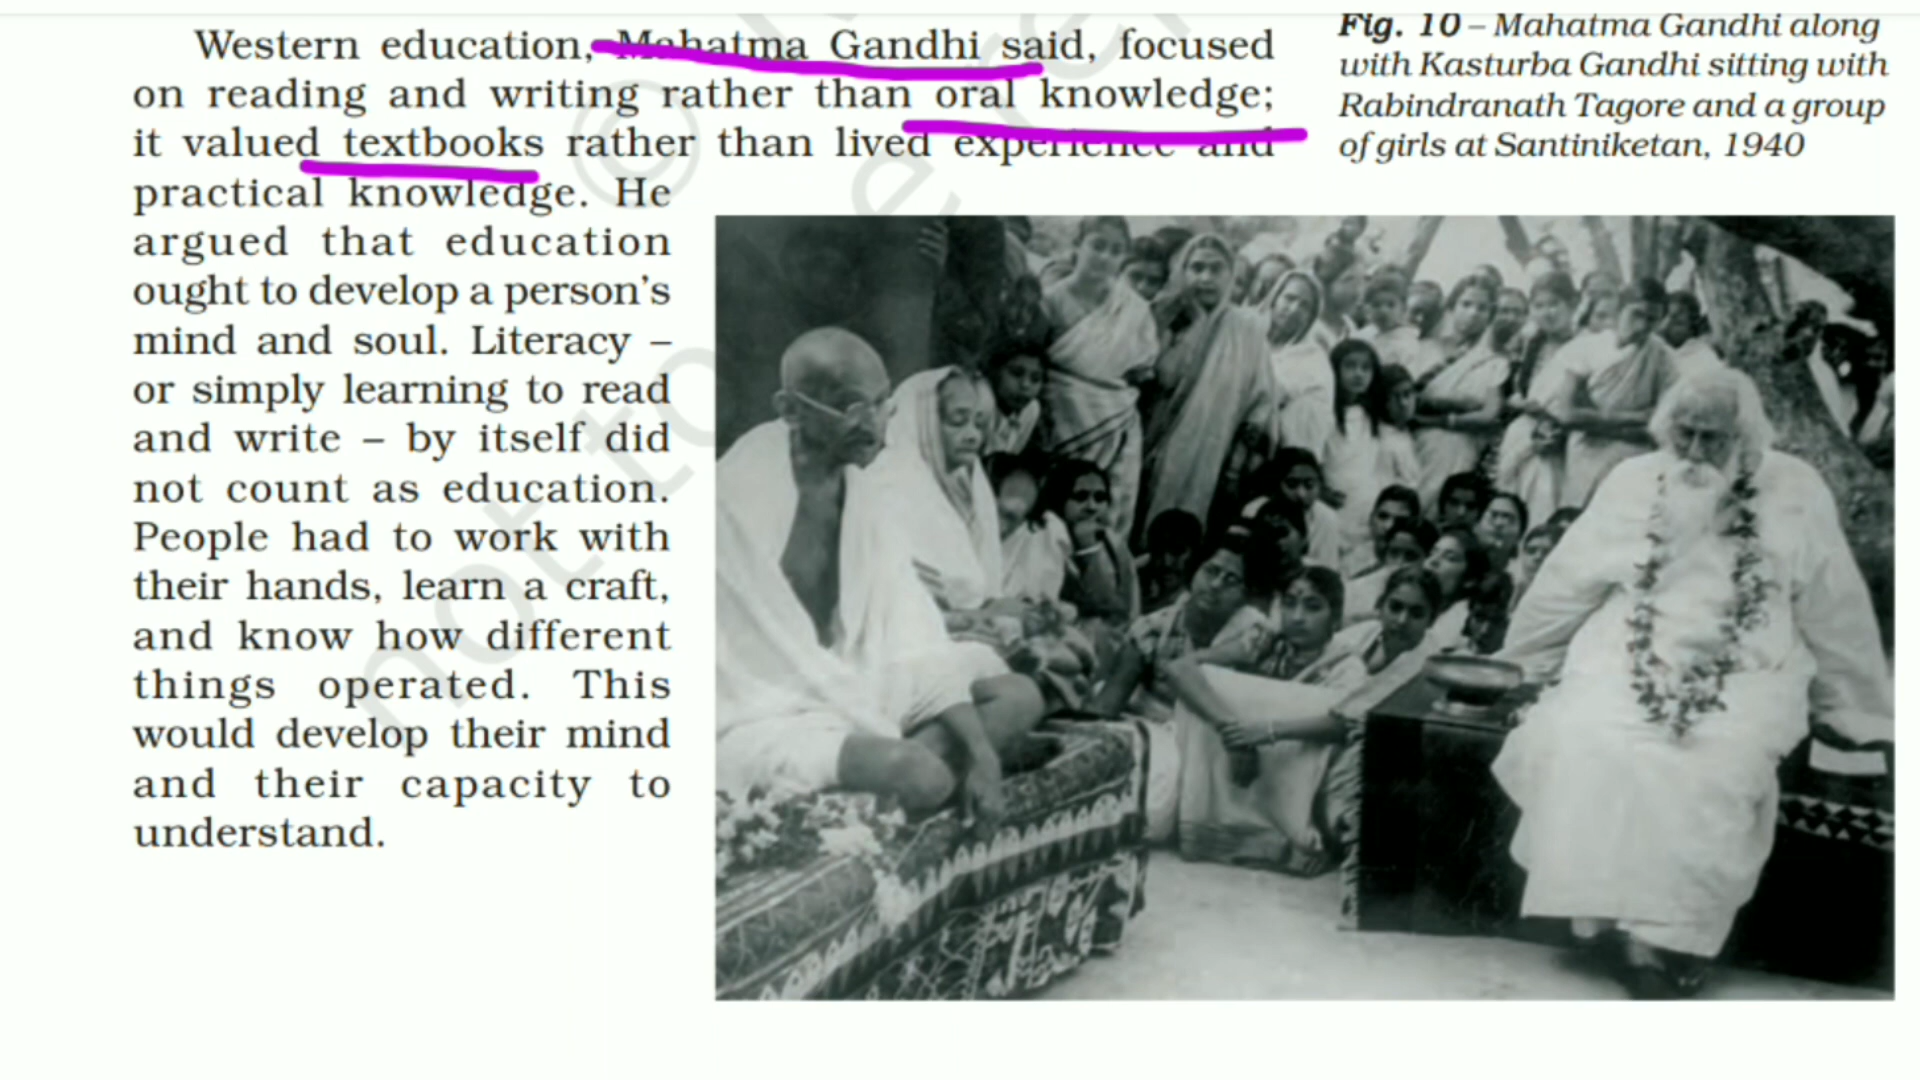 Western education, Mahatma Gandhi said, focused
on reading and writing rather than oral knowledge;
it valued textbooks rather than lived experience and
practical knowledge. He
argued that education
ought to develop a person's
mind and soul. Literacy –
or simply learning to read
and write – by itself did
not count as education.
People had to work with
their hands, learn a craft,
and know how different
things operated. This
would develop their mind
and their capacity to
understand.
Fig. 10 – Mahatma Gandhi along
with Kasturba Gandhi sitting with
Rabindranath Tagore and a group
of girls at Santiniketan, 1940
© 
not to